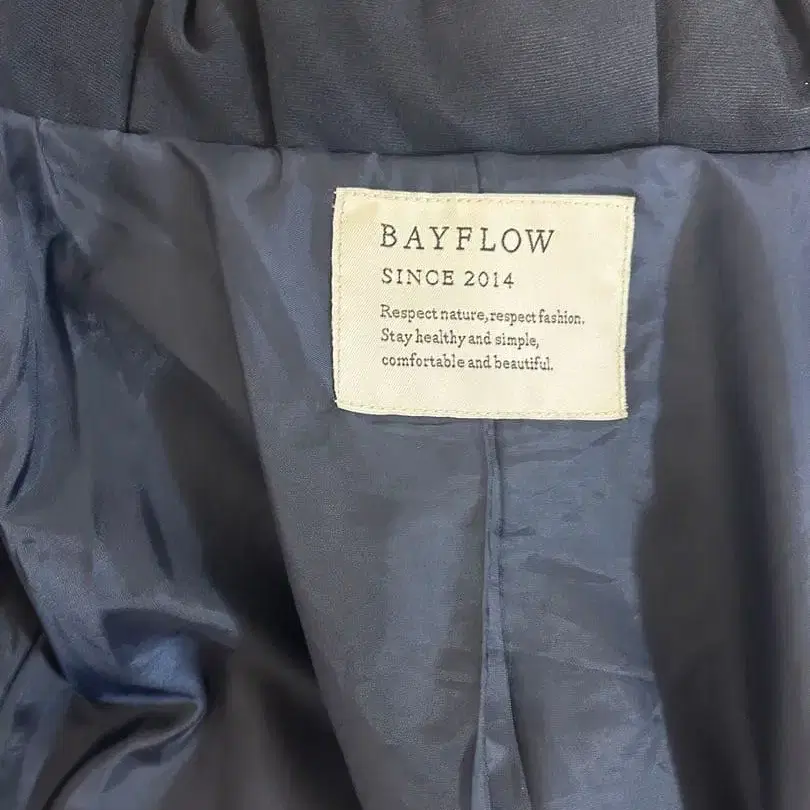 BAYFLOW
SINCE 2014
Respect nature,respect fashion.
Stay healthy and simple,
comfortable and beautiful.